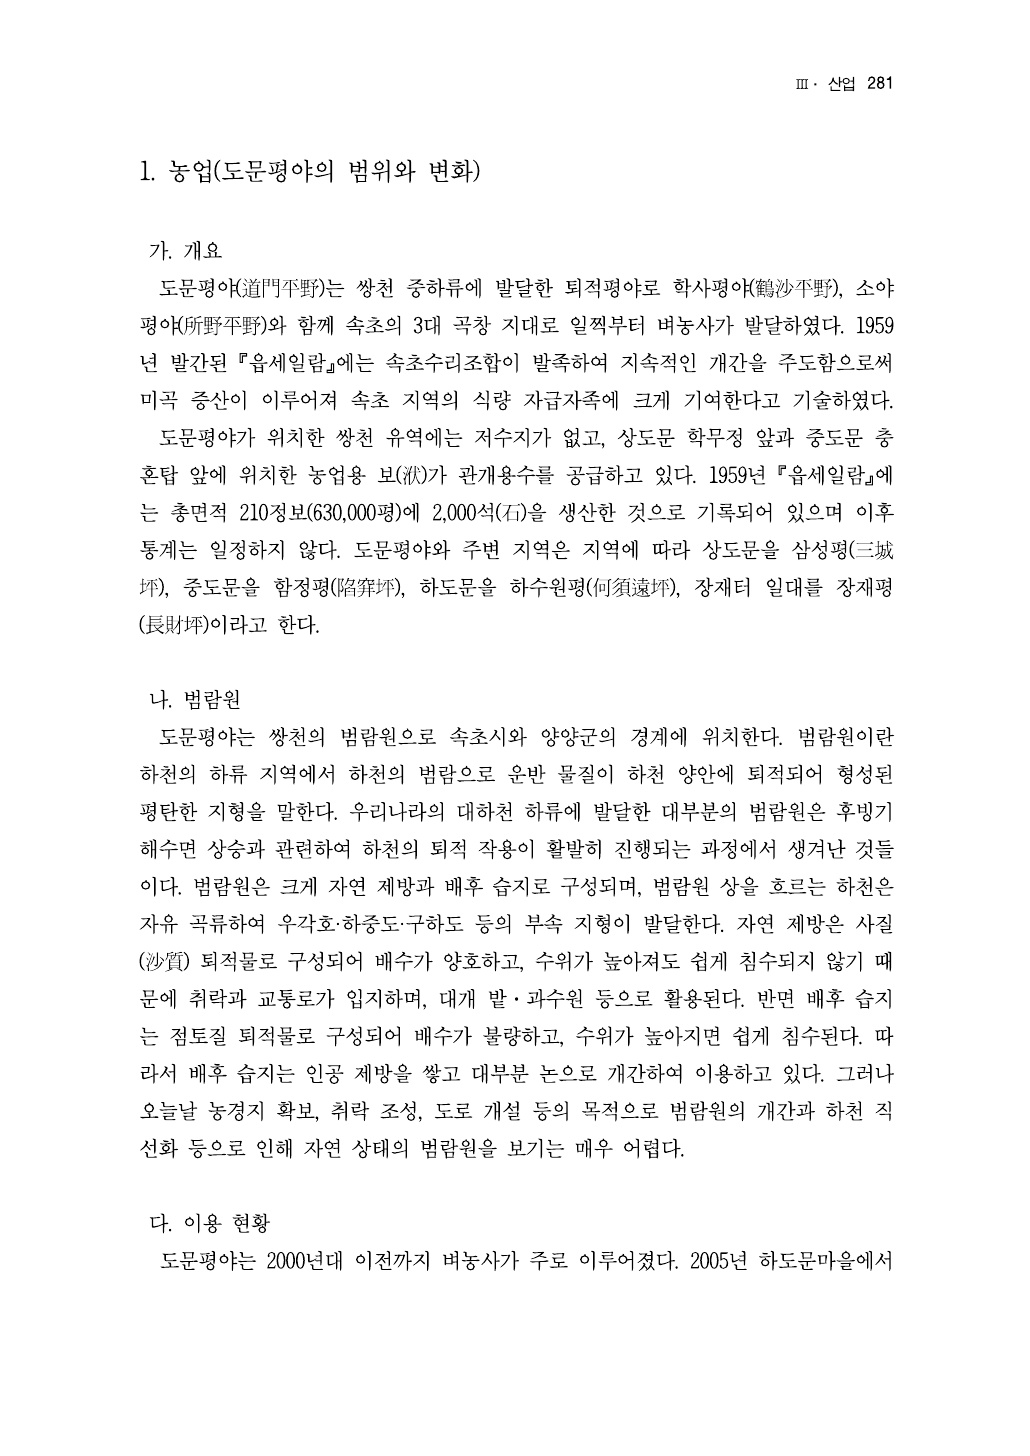 Ⅲ· 산업 281
1. 농업(도문평야의 범위와 변화)
가. 개요
도문평야(道門平野)는 쌍천 중하류에 발달한 퇴적평야로 학사평야(鶴沙平野), 소야
평야(所野平野)와 함께 속초의 3대 곡창 지대로 일찍부터 벼농사가 발달하였다. 1959
년 발간된 『읍세일람』에는 속초수리조합이 발족하여 지속적인 개간을 주도함으로써
미곡 증산이 이루어져 속초 지역의 식량 자급자족에 크게 기여한다고 기술하였다.
도문평야가 위치한 쌍천 유역에는 저수지가 없고, 상도문 학무정 앞과 중도문 충
혼탑 앞에 위치한 농업용 보(洑)가 관개용수를 공급하고 있다. 1959년 『읍세일람』에
는 총면적 210정보(630,000평)에 2,000석(石)을 생산한 것으로 기록되어 있으며 이후
통계는 일정하지 않다. 도문평야와 주변 지역은 지역에 따라 상도문을 삼성평(三城
坪), 중도문을 함정평(陷穽坪), 하도문을 하수원평(何須遠坪), 장재터 일대를 장재평
(長財坪)이라고 한다.
나. 범람원
도문평야는 쌍천의 범람원으로 속초시와 양양군의 경계에 위치한다. 범람원이란
하천의 하류 지역에서 하천의 범람으로 운반 물질이 하천 양안에 퇴적되어 형성된
평탄한 지형을 말한다. 우리나라의 대하천 하류에 발달한 대부분의 범람원은 후빙기
해수면 상승과 관련하여 하천의 퇴적 작용이 활발히 진행되는 과정에서 생겨난 것들
이다. 범람원은 크게 자연 제방과 배후 습지로 구성되며, 범람원 상을 흐르는 하천은
자유 곡류하여 우각호·하중도·구하도 등의 부속 지형이 발달한다. 자연 제방은 사질
(沙質) 퇴적물로 구성되어 배수가 양호하고, 수위가 높아져도 쉽게 침수되지 않기 때
문에 취락과 교통로가 입지하며, 대개 밭·과수원 등으로 활용된다. 반면 배후 습지
는 점토질 퇴적물로 구성되어 배수가 불량하고, 수위가 높아지면 쉽게 침수된다. 따
라서 배후 습지는 인공 제방을 쌓고 대부분 논으로 개간하여 이용하고 있다. 그러나
오늘날 농경지 확보, 취락 조성, 도로 개설 등의 목적으로 범람원의 개간과 하천 직
선화 등으로 인해 자연 상태의 범람원을 보기는 매우 어렵다.
다. 이용 현황
도문평야는 2000년대 이전까지 벼농사가 주로 이루어졌다. 2005년 하도문마을에서